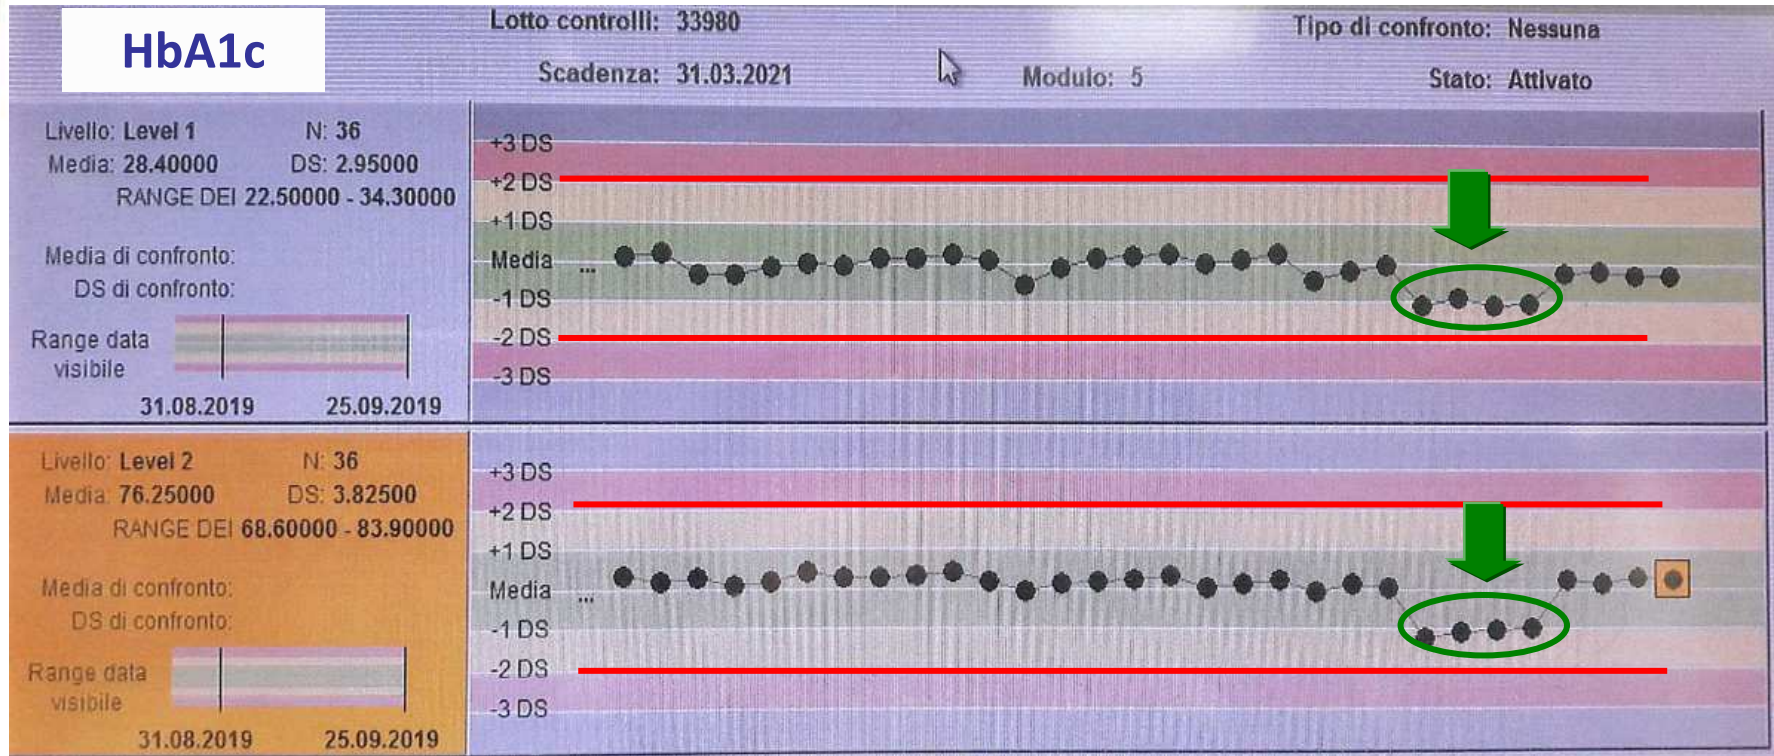 HbA1c
Lotto controlli: 33980
Tipo di confronto: Nessuna
Scadenza: 31.03.2021
Modulo: 5
Stato: Attivato
Livello: Level 1 N: 36
Media: 28.40000 DS: 2.95000
RANGE DEI 22.50000 - 34.30000
Media di confronto:
DS di confronto:
Range data
visibile
31.08.2019 25.09.2019
+3 DS
+2 DS
+1 DS
Media
...
-1 DS
-2 DS
-3 DS
Livello: Level 2 N: 36
Media: 76.25000 DS: 3.82500
RANGE DEI 68.60000 - 83.90000
Media di confronto:
DS di confronto:
Range data
visibile
31.08.2019 25.09.2019
+3 DS
+2 DS
+1 DS
Media
...
-1 DS
-2 DS
-3 DS